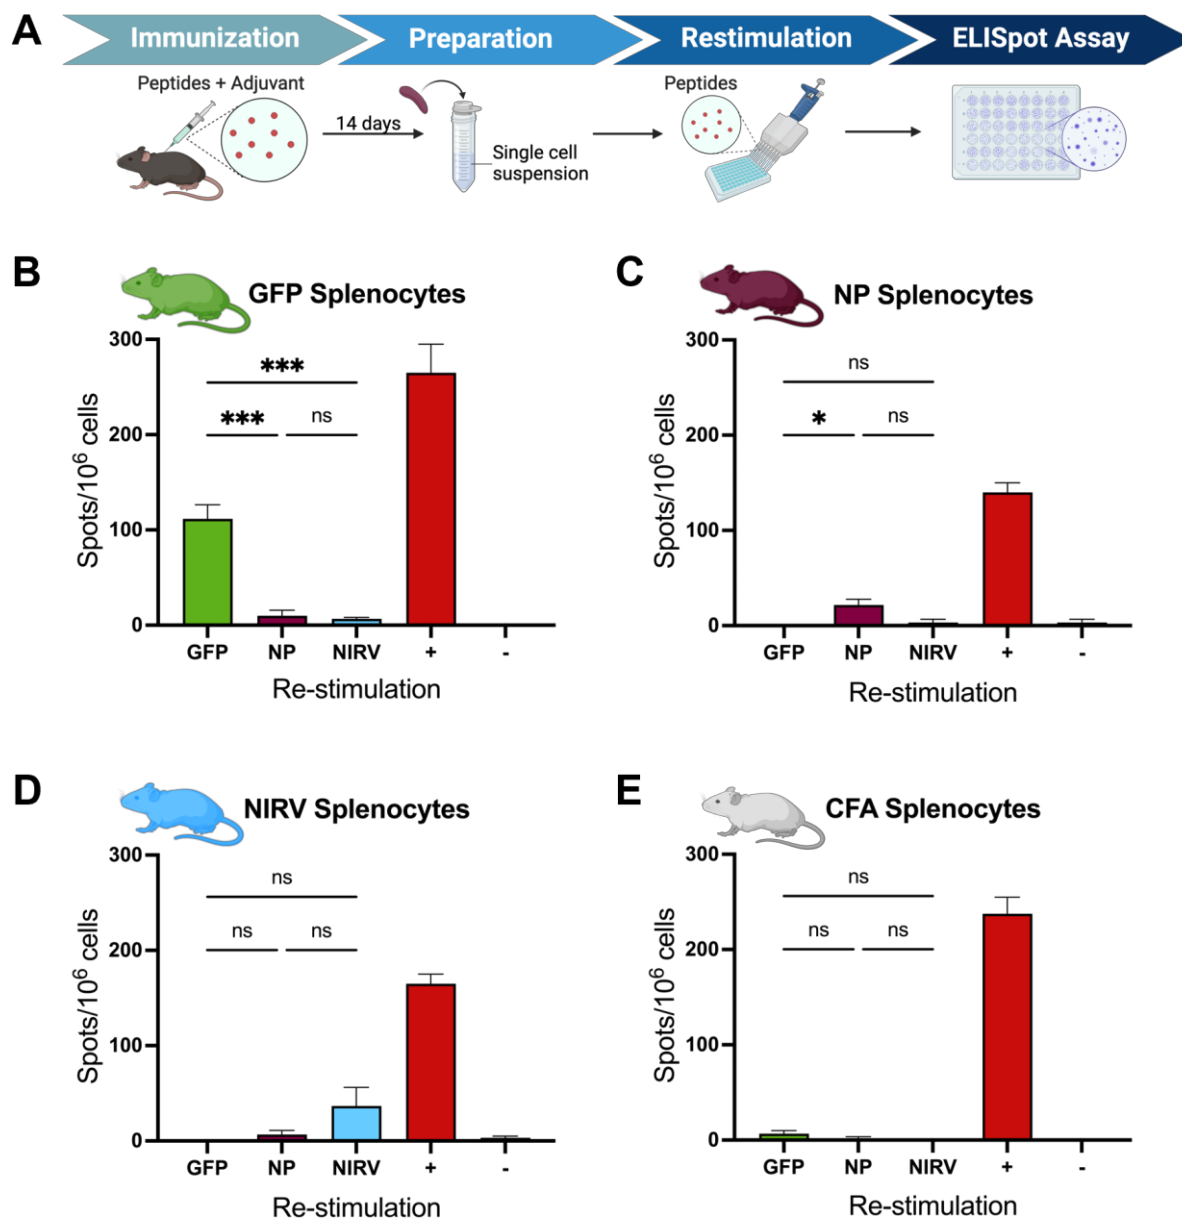 A
Immunization
Preparation
Restimulation
ELISpot Assay
Peptides + Adjuvant
14 days
Single cell
suspension
Peptides
B
GFP Splenocytes
300
200
100
0
Spots/10⁶ cells
***
***
ns
GFP
NP
NIRV
+
-
Re-stimulation
C
NP Splenocytes
300
200
100
0
Spots/10⁶ cells
ns
*
ns
GFP
NP
NIRV
+
-
Re-stimulation
D
NIRV Splenocytes
300
200
100
0
Spots/10⁶ cells
ns
ns
ns
GFP
NP
NIRV
+
-
Re-stimulation
E
CFA Splenocytes
300
200
100
0
Spots/10⁶ cells
ns
ns
ns
GFP
NP
NIRV
+
-
Re-stimulation